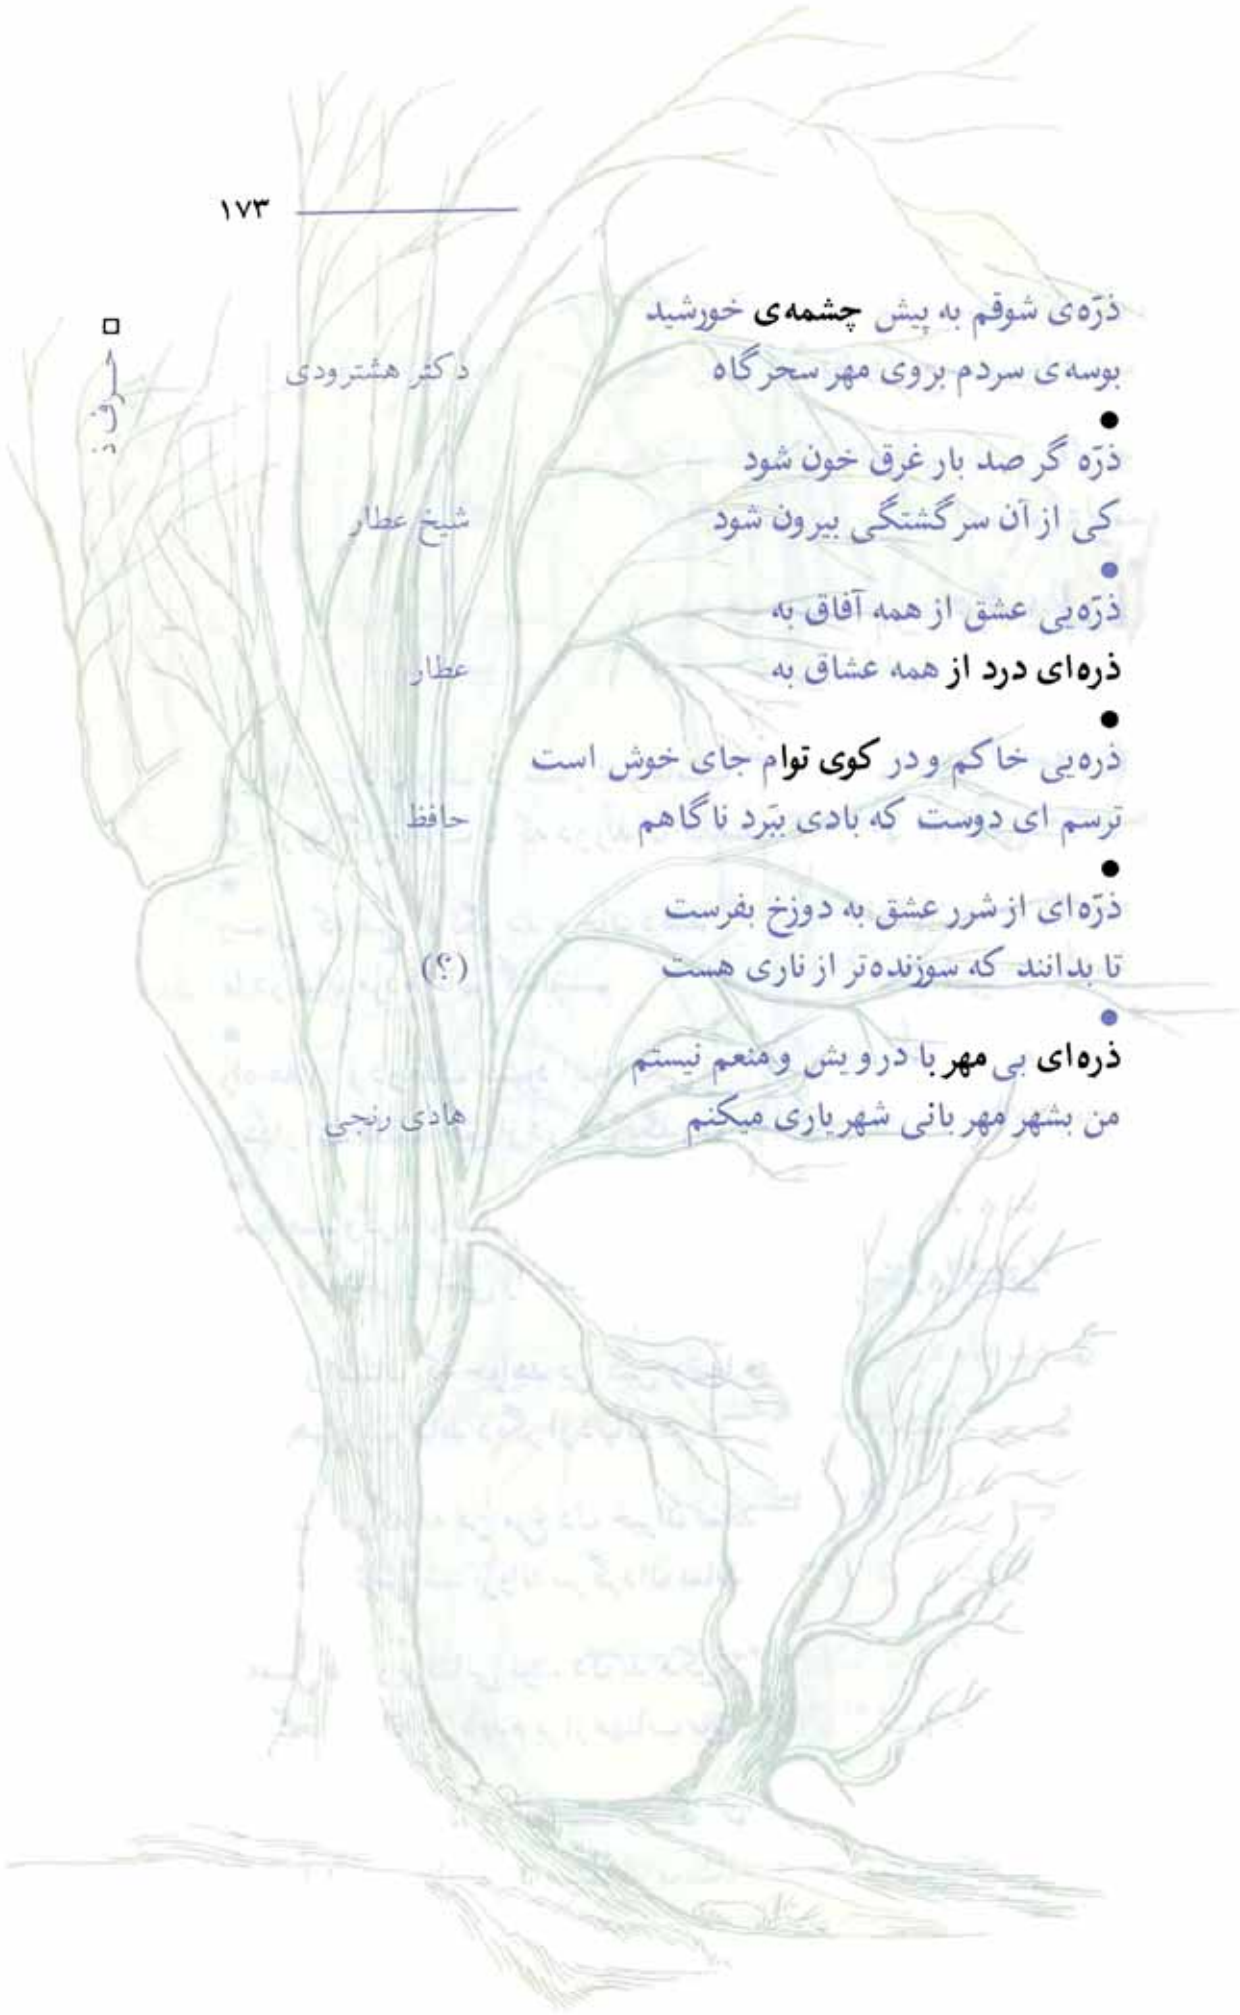 ۱۷۳
□ حرف ذ
ذرّه‌ی شوقم به پیش چشمه‌ی خورشید
بوسه‌ی سردم بروی مهر سحرگاه
دکتر هشترودی
●
ذرّه گر صد بار غرق خون شود
کی از آن سرگشتگی بیرون شود
شیخ عطار
●
ذرّه‌یی عشق از همه آفاق به
ذره‌ای درد از همه عشاق به
عطار
●
ذره‌یی خاکم و در کوی توام جای خوش است
ترسم ای دوست که بادی ببَرد ناگاهم
حافظ
●
ذرّه‌ای از شرر عشق به دوزخ بفرست
تا بدانند که سوزنده‌تر از ناری هست
(؟)
●
ذره‌ای بی مهر با درویش و منعم نیستم
من بشهر مهربانی شهریاری میکنم
هادی رنجی